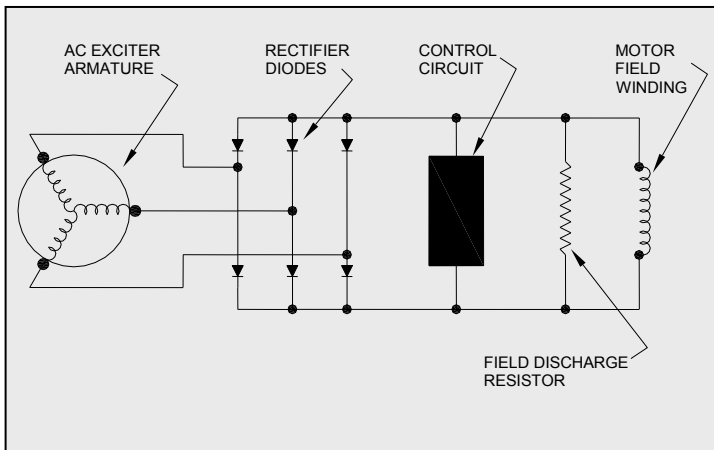 AC EXCITER
ARMATURE
RECTIFIER
DIODES
CONTROL
CIRCUIT
MOTOR
FIELD
WINDING
FIELD DISCHARGE
RESISTOR